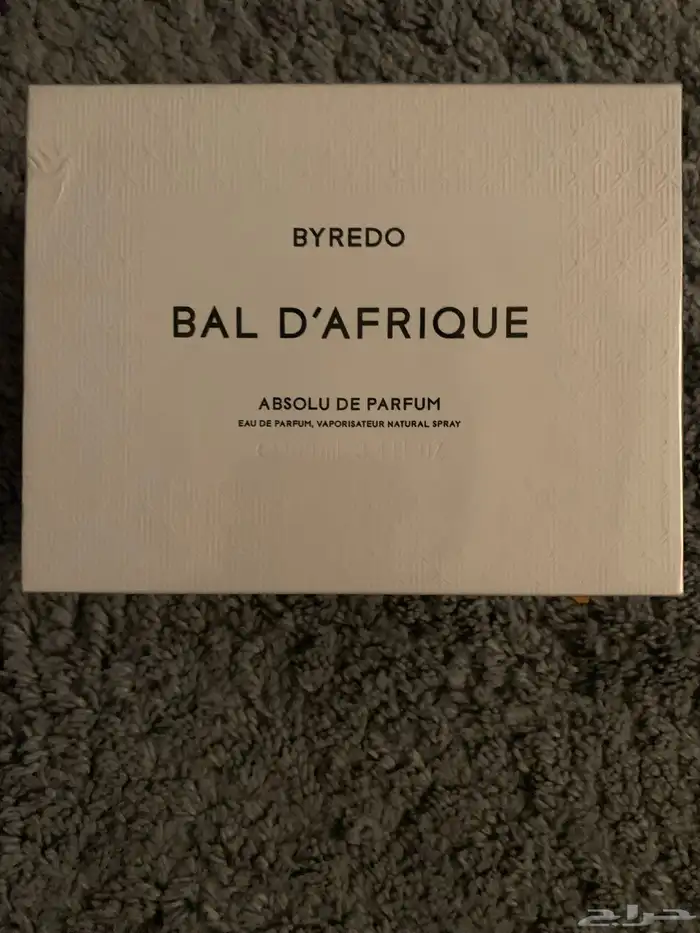 BYREDO
BAL D'AFRIQUE
ABSOLU DE PARFUM
EAU DE PARFUM, VAPORISATEUR NATURAL SPRAY
حراج